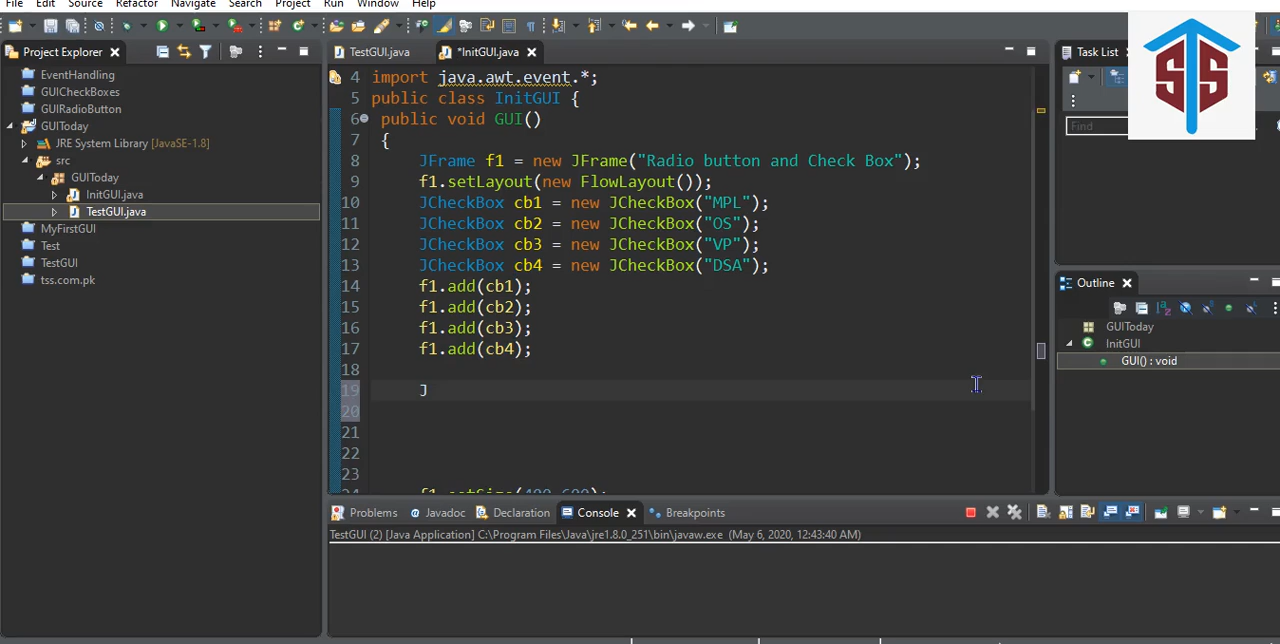 File Edit Source Refactor Navigate Search Project Run Window Help
Project Explorer
TestGUI.java *InitGUI.java
Task List
STS
EventHandling
GUICheckBoxes
GUIRadioButton
GUIToday
JRE System Library [JavaSE-1.8]
src
GUIToday
InitGUI.java
TestGUI.java
MyFirstGUI
Test
TestGUI
tss.com.pk
4 import java.awt.event.*;
5 public class InitGUI {
6 public void GUI()
7 {
8 JFrame f1 = new JFrame("Radio button and Check Box");
9 f1.setLayout(new FlowLayout());
10 JCheckBox cb1 = new JCheckBox("MPL");
11 JCheckBox cb2 = new JCheckBox("OS");
12 JCheckBox cb3 = new JCheckBox("VP");
13 JCheckBox cb4 = new JCheckBox("DSA");
14 f1.add(cb1);
15 f1.add(cb2);
16 f1.add(cb3);
17 f1.add(cb4);
18
19 J
20
21
22
23
24 f1.setSize(400,600);
Find
Outline
GUIToday
InitGUI
GUI() : void
Problems Javadoc Declaration Console Breakpoints
TestGUI (2) [Java Application] C:\Program Files\Java\jre1.8.0_251\bin\javaw.exe (May 6, 2020, 12:43:40 AM)